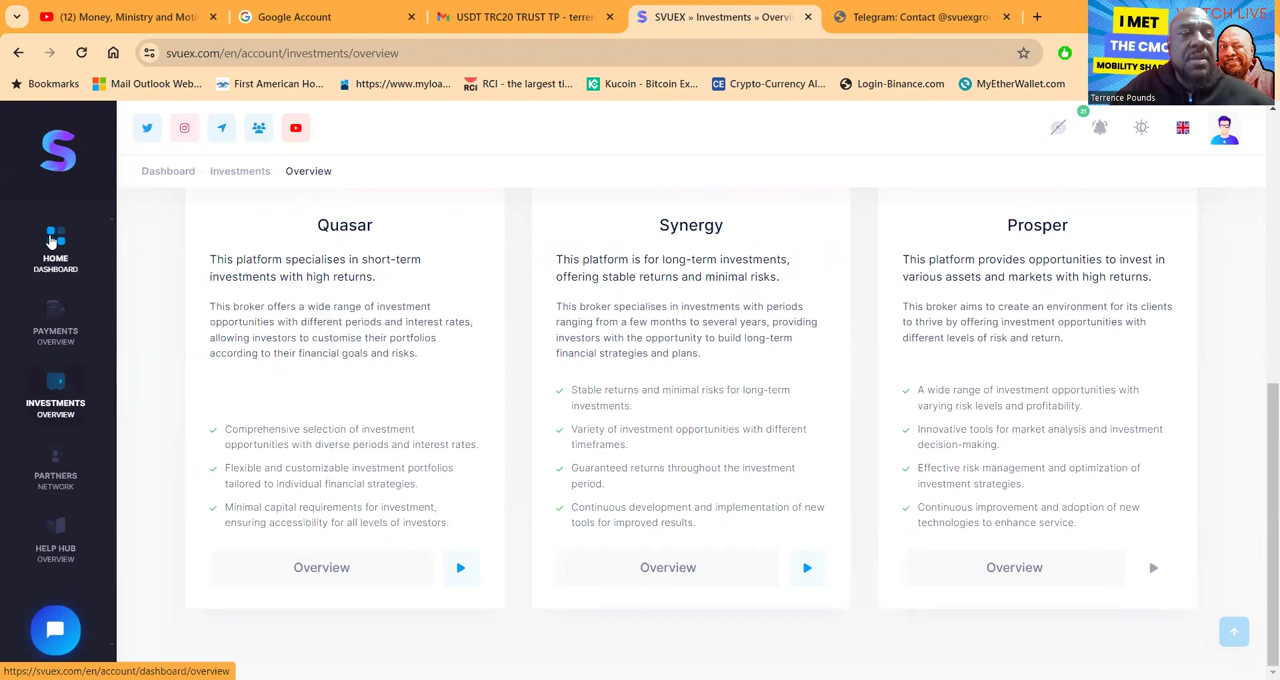 (12) Money, Ministry and Moti
Google Account
USDT TRC20 TRUST TP - terre
SVUEX » Investments » Overvi
Telegram: Contact @svuexgro
svuex.com/en/account/investments/overview
Bookmarks
Mail Outlook Web...
First American Ho...
https://www.myloa...
RCI - the largest ti...
Kucoin - Bitcoin Ex...
Crypto-Currency Al...
Login-Binance.com
MyEtherWallet.com
WATCH LIVE
I MET
THE CMO
MOBILITY SHAR
Terrence Pounds
21
Dashboard
Investments
Overview
HOME
DASHBOARD
PAYMENTS
OVERVIEW
INVESTMENTS
OVERVIEW
PARTNERS
NETWORK
HELP HUB
OVERVIEW
Quasar
This platform specialises in short-term
investments with high returns.
This broker offers a wide range of investment
opportunities with different periods and interest rates,
allowing investors to customise their portfolios
according to their financial goals and risks.
Comprehensive selection of investment
opportunities with diverse periods and interest rates.
Flexible and customizable investment portfolios
tailored to individual financial strategies.
Minimal capital requirements for investment,
ensuring accessibility for all levels of investors.
Overview
Synergy
This platform is for long-term investments,
offering stable returns and minimal risks.
This broker specialises in investments with periods
ranging from a few months to several years, providing
investors with the opportunity to build long-term
financial strategies and plans.
Stable returns and minimal risks for long-term
investments.
Variety of investment opportunities with different
timeframes.
Guaranteed returns throughout the investment
period.
Continuous development and implementation of new
tools for improved results.
Overview
Prosper
This platform provides opportunities to invest in
various assets and markets with high returns.
This broker aims to create an environment for its clients
to thrive by offering investment opportunities with
different levels of risk and return.
A wide range of investment opportunities with
varying risk levels and profitability.
Innovative tools for market analysis and investment
decision-making.
Effective risk management and optimization of
investment strategies.
Continuous improvement and adoption of new
technologies to enhance service.
Overview
https://svuex.com/en/account/dashboard/overview